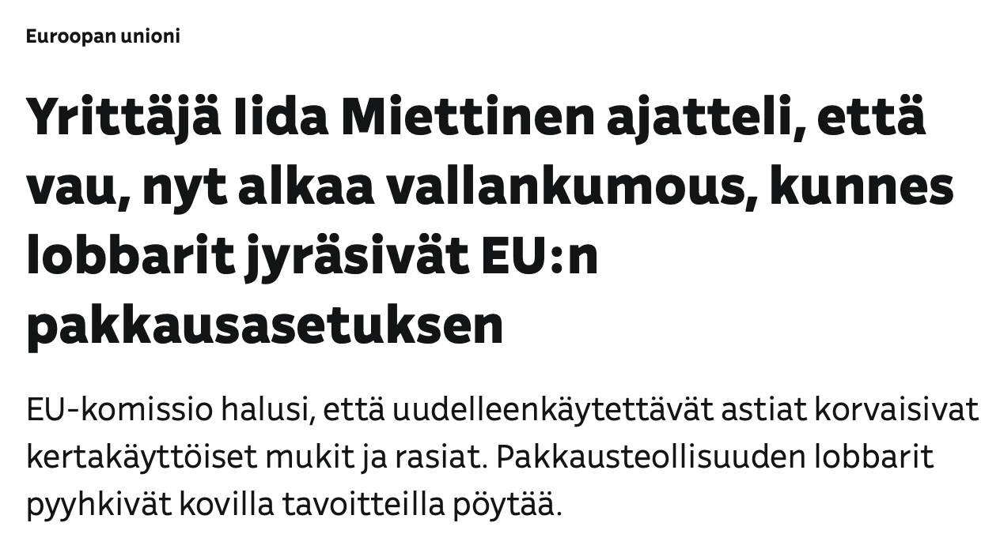 Euroopan unioni
Yrittäjä Iida Miettinen ajatteli, että
vau, nyt alkaa vallankumous, kunnes
lobbarit jyräsivät EU:n
pakkausasetuksen
EU-komissio halusi, että uudelleenkäytettävät astiat korvaisivat
kertakäyttöiset mukit ja rasiat. Pakkausteollisuuden lobbarit
pyyhkivät kovilla tavoitteilla pöytää.